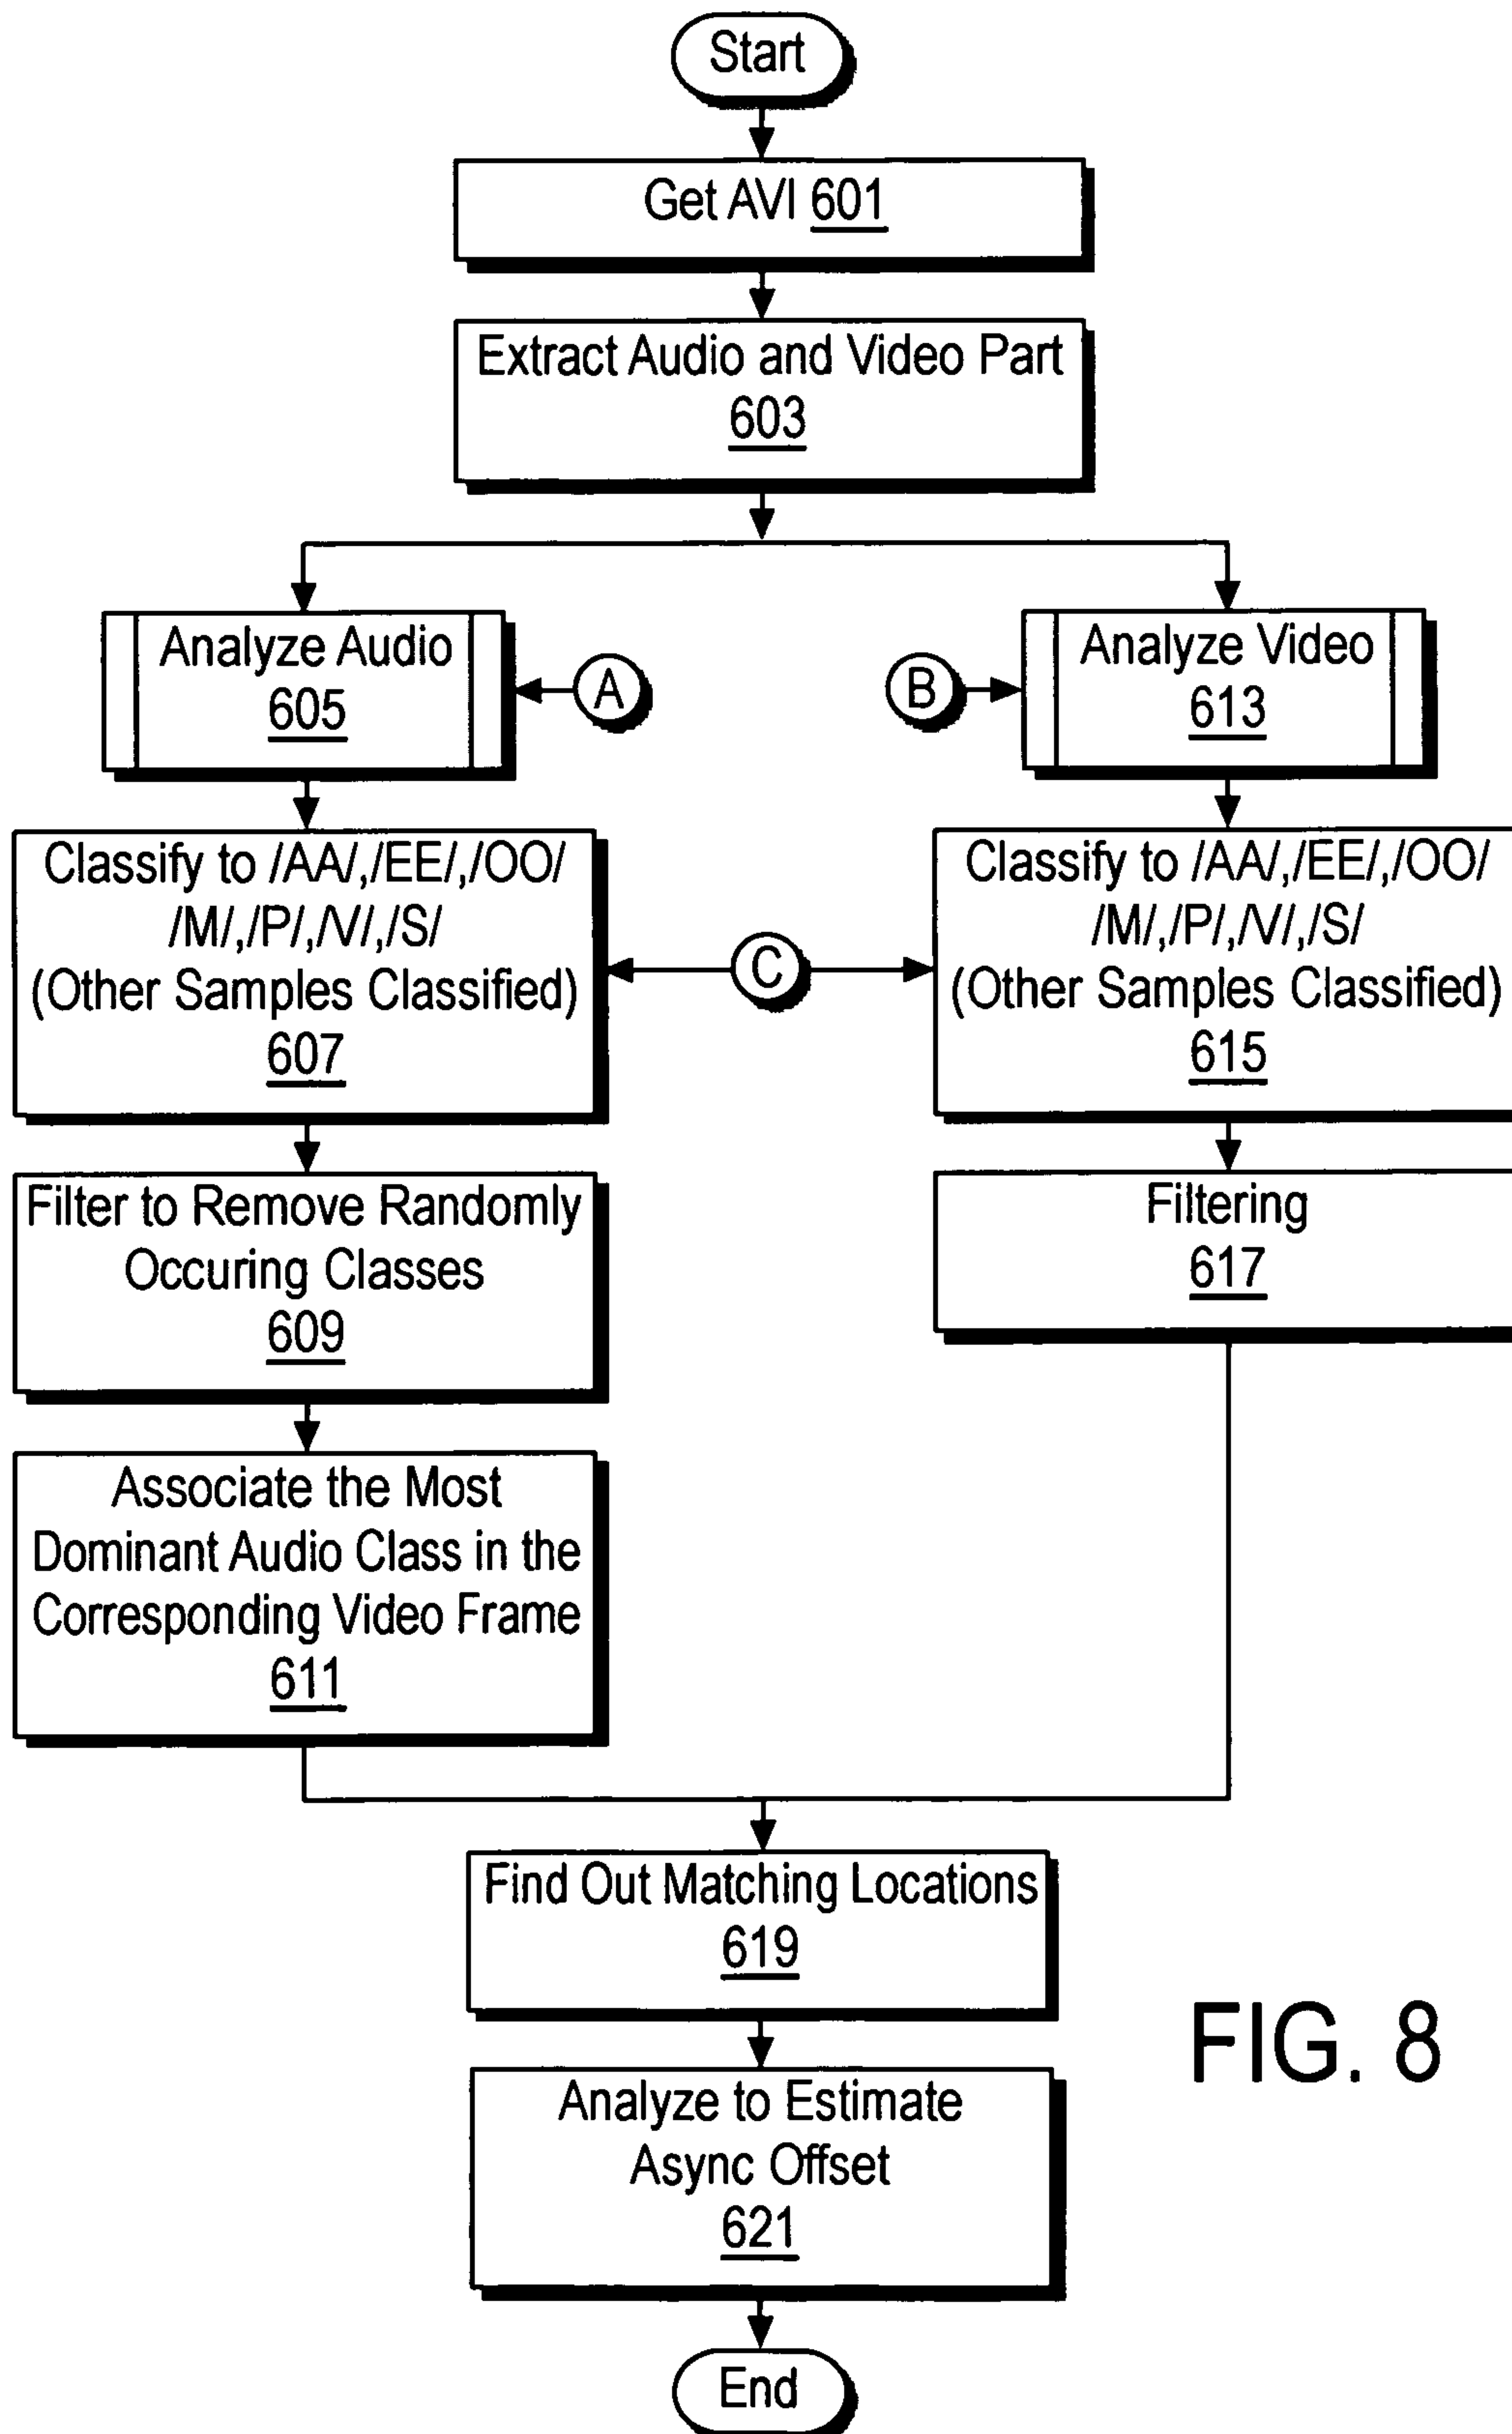 Start
Get AVI 601
Extract Audio and Video Part
603
Analyze Audio
605
A
B
Analyze Video
613
Classify to /AA/,/EE/,/OO/
/M/,/P/,/V/,/S/
(Other Samples Classified)
607
C
Classify to /AA/,/EE/,/OO/
/M/,/P/,/V/,/S/
(Other Samples Classified)
615
Filter to Remove Randomly
Occuring Classes
609
Filtering
617
Associate the Most
Dominant Audio Class in the
Corresponding Video Frame
611
Find Out Matching Locations
619
Analyze to Estimate
Async Offset
621
End
FIG. 8